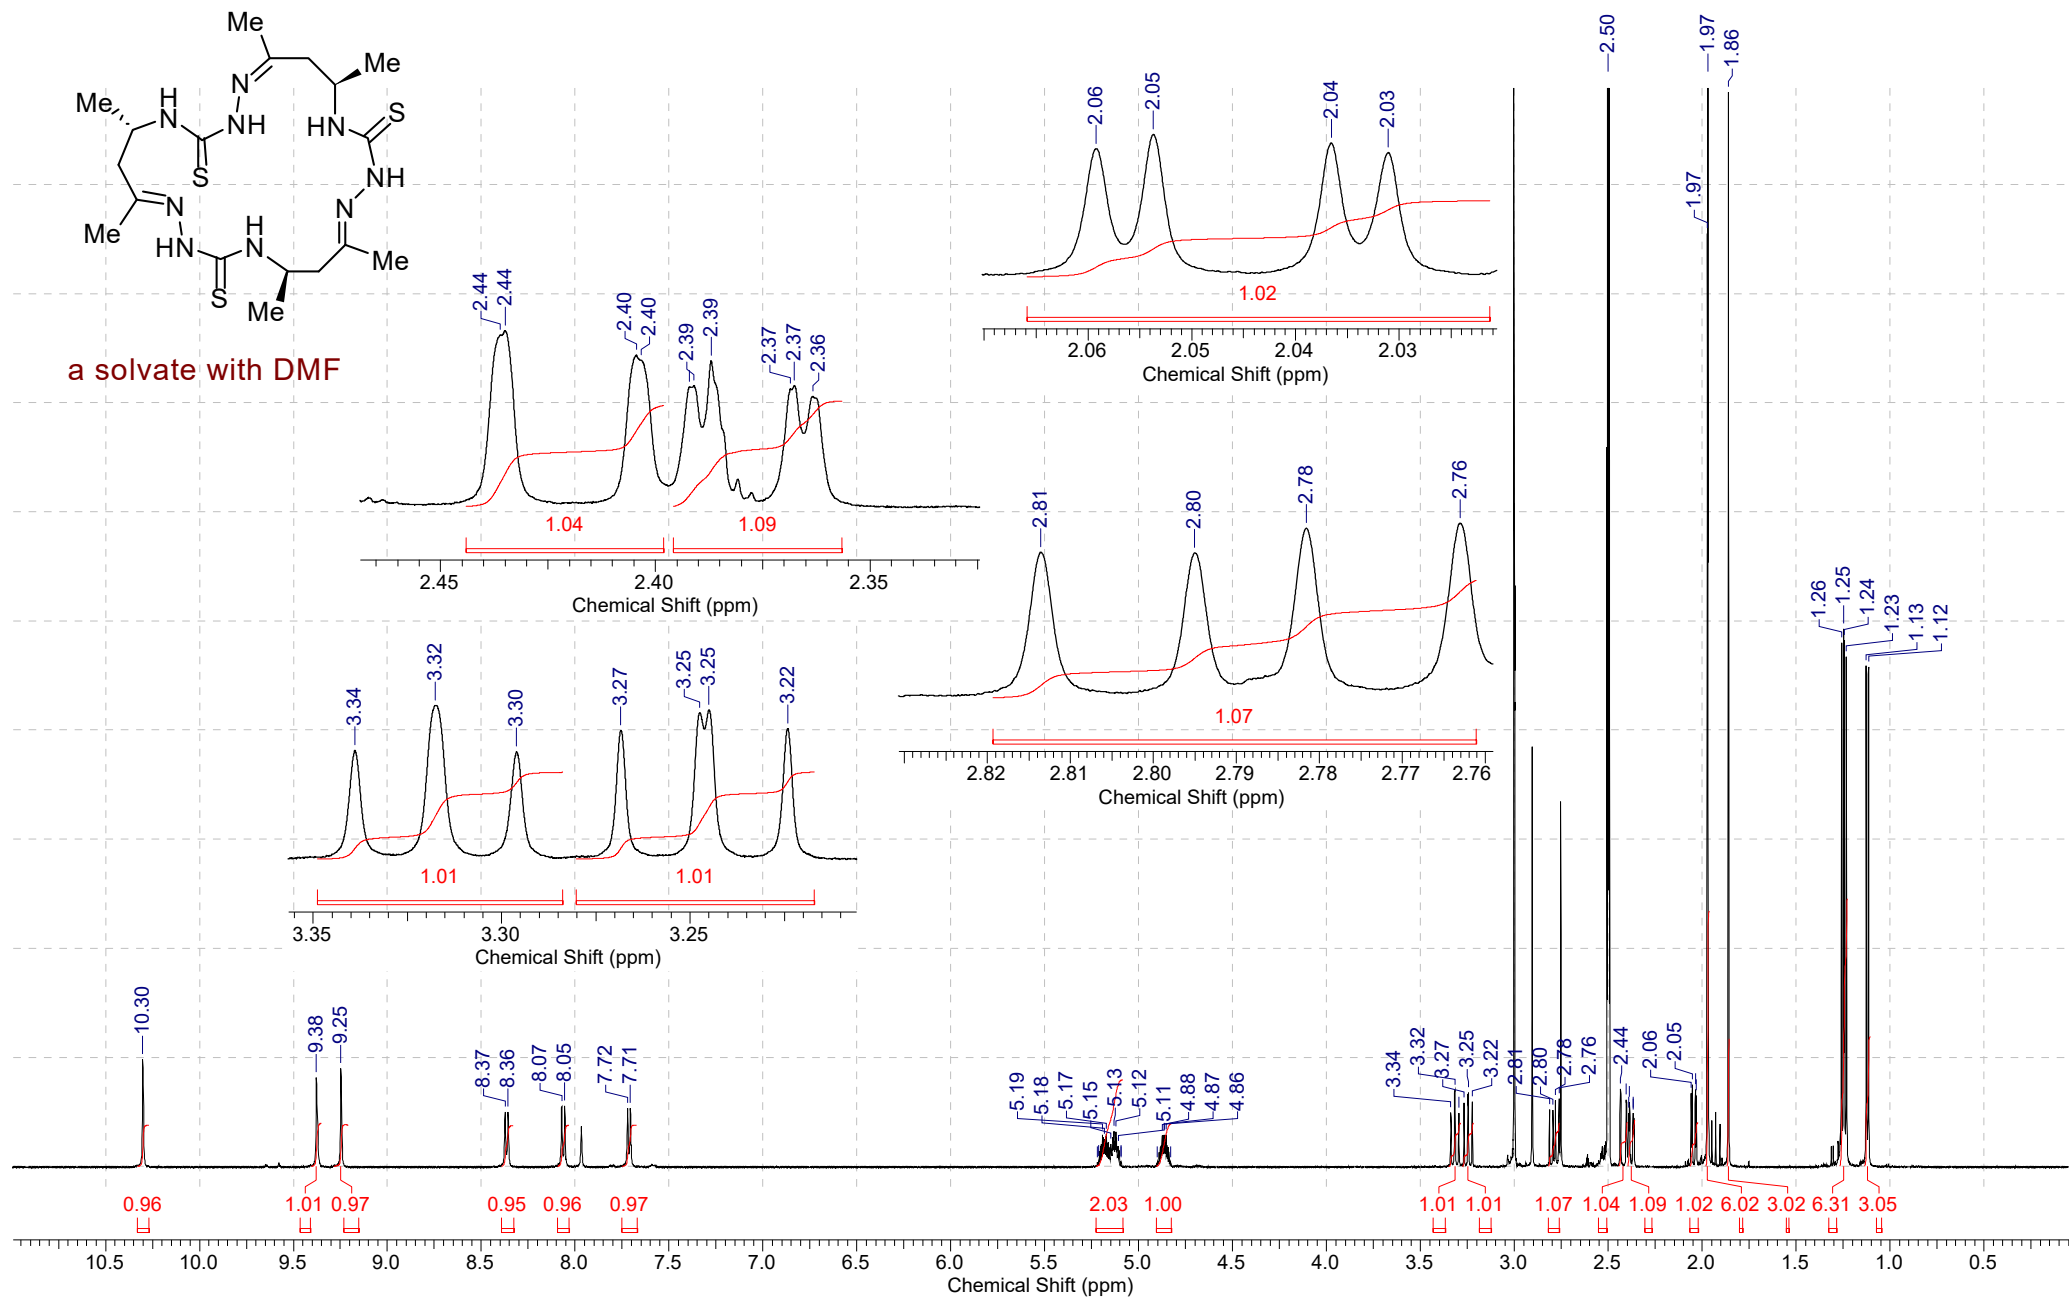 Me
Me
N
Me
H
N
NH
HN
S
S
NH
N
N
Me
NH
H
N
S
Me
Me
a solvate with DMF
2.06
2.05
2.04
2.03
1.02
2.06 2.05 2.04 2.03
Chemical Shift (ppm)
2.44
2.44
2.40
2.40
2.39
2.39
2.37
2.37
2.36
1.04 1.09
2.45 2.40 2.35
Chemical Shift (ppm)
2.81
2.80
2.78
2.76
1.07
2.82 2.81 2.80 2.79 2.78 2.77 2.76
Chemical Shift (ppm)
3.34
3.32
3.30
3.27
3.25
3.25
3.22
1.01 1.01
3.35 3.30 3.25
Chemical Shift (ppm)
10.30
9.38
9.25
8.37
8.36
8.07
8.05
7.72
7.71
5.19
5.18
5.17
5.15
5.13
5.12
5.11
4.88
4.87
4.86
3.34
3.32
3.27
3.25
3.22
2.81
2.80
2.78
2.76
2.50
2.44
2.06
2.05
1.97
1.97
1.86
1.26
1.25
1.24
1.23
1.13
1.12
0.96 1.01 0.97 0.95 0.96 0.97 2.03 1.00 1.01 1.01 1.07 1.04 1.09 1.02 6.02 3.02 6.31 3.05
10.5 10.0 9.5 9.0 8.5 8.0 7.5 7.0 6.5 6.0 5.5 5.0 4.5 4.0 3.5 3.0 2.5 2.0 1.5 1.0 0.5
Chemical Shift (ppm)